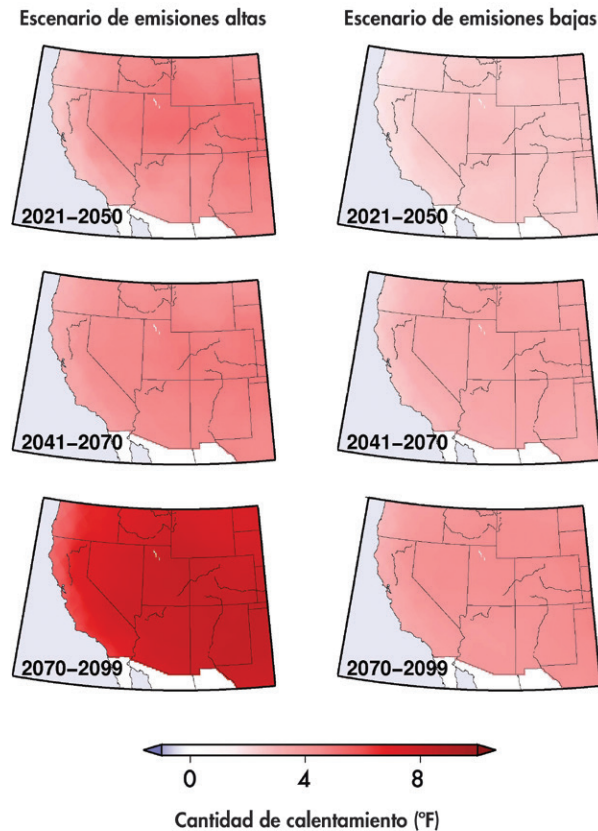 Escenario de emisiones altas
Escenario de emisiones bajas
2021–2050
2021–2050
2041–2070
2041–2070
2070–2099
2070–2099
0 4 8
Cantidad de calentamiento (ºF)